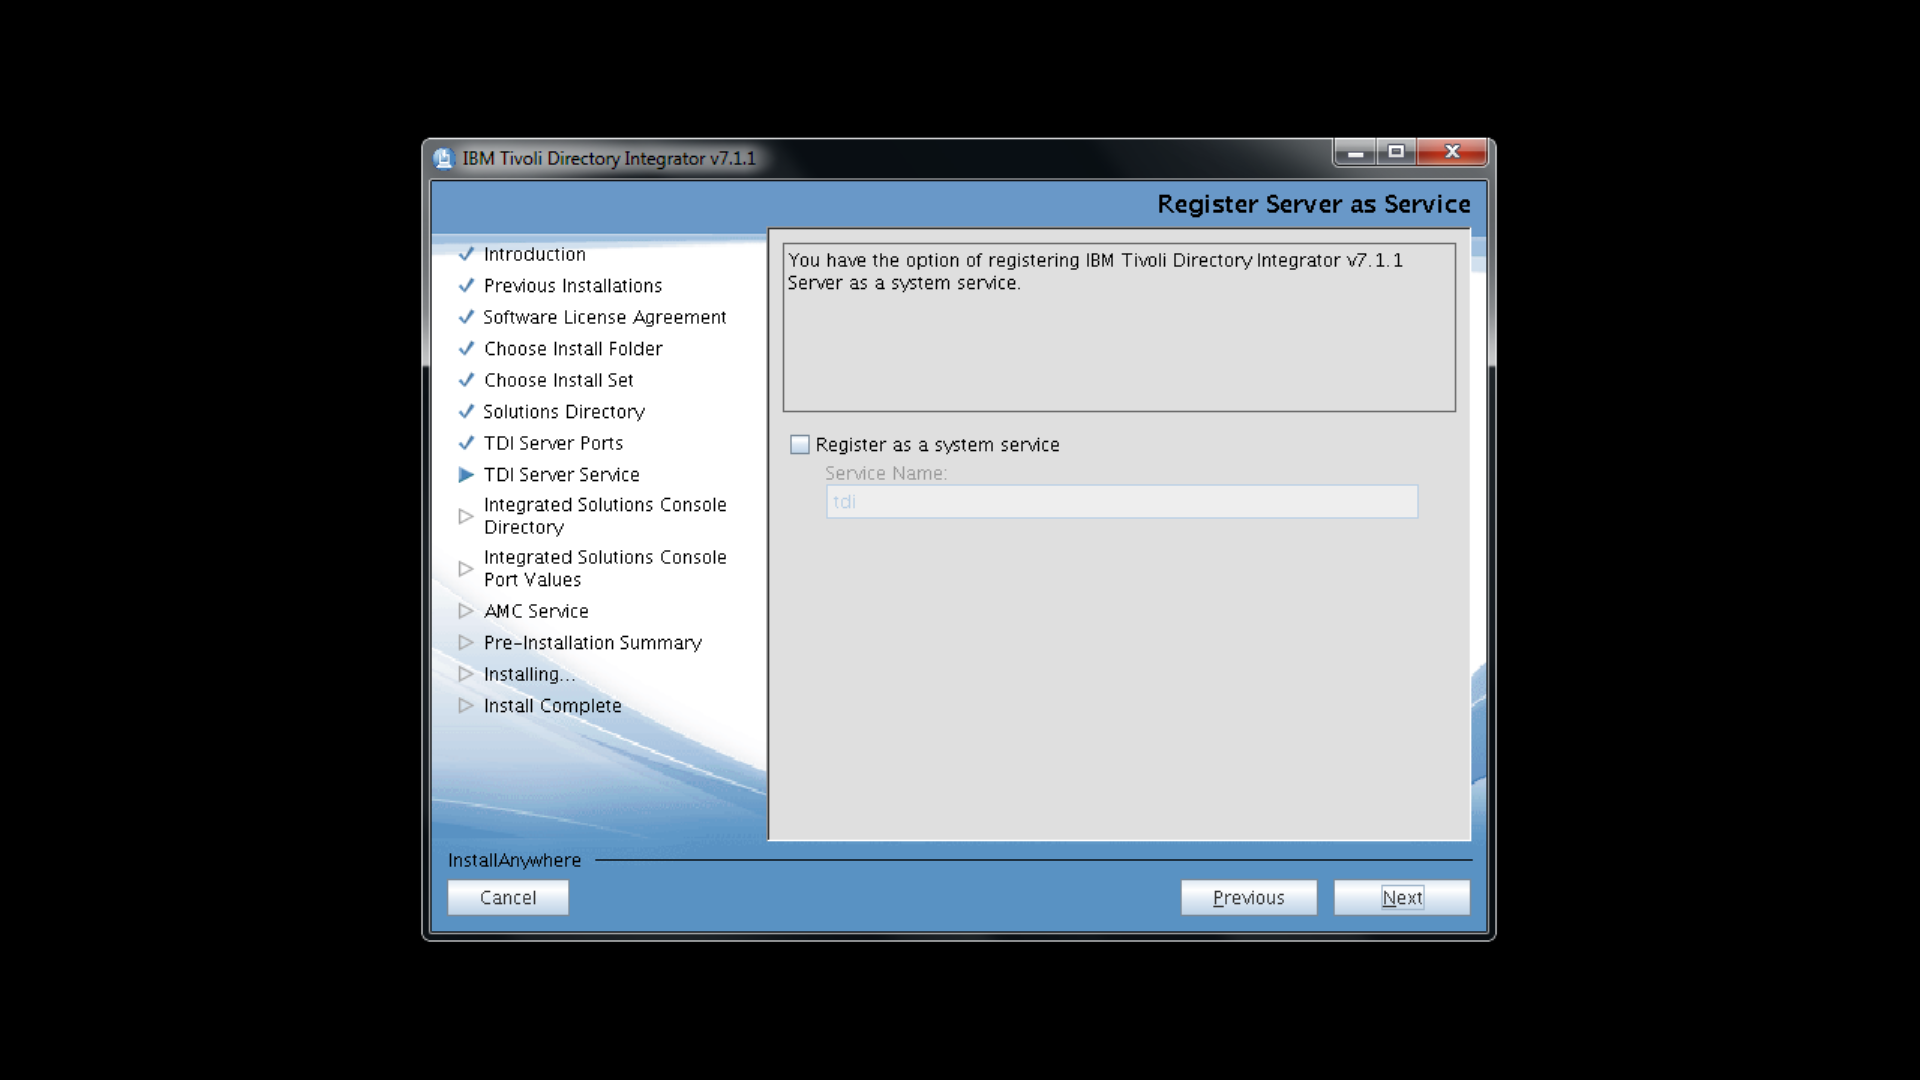 IBM Tivoli Directory Integrator v7.1.1
Register Server as Service
Introduction
Previous Installations
Software License Agreement
Choose Install Folder
Choose Install Set
Solutions Directory
TDI Server Ports
TDI Server Service
Integrated Solutions Console
Directory
Integrated Solutions Console
Port Values
AMC Service
Pre-Installation Summary
Installing...
Install Complete
You have the option of registering IBM Tivoli Directory Integrator v7.1.1
Server as a system service.
Register as a system service
Service Name:
tdi
InstallAnywhere
Cancel
Previous
Next